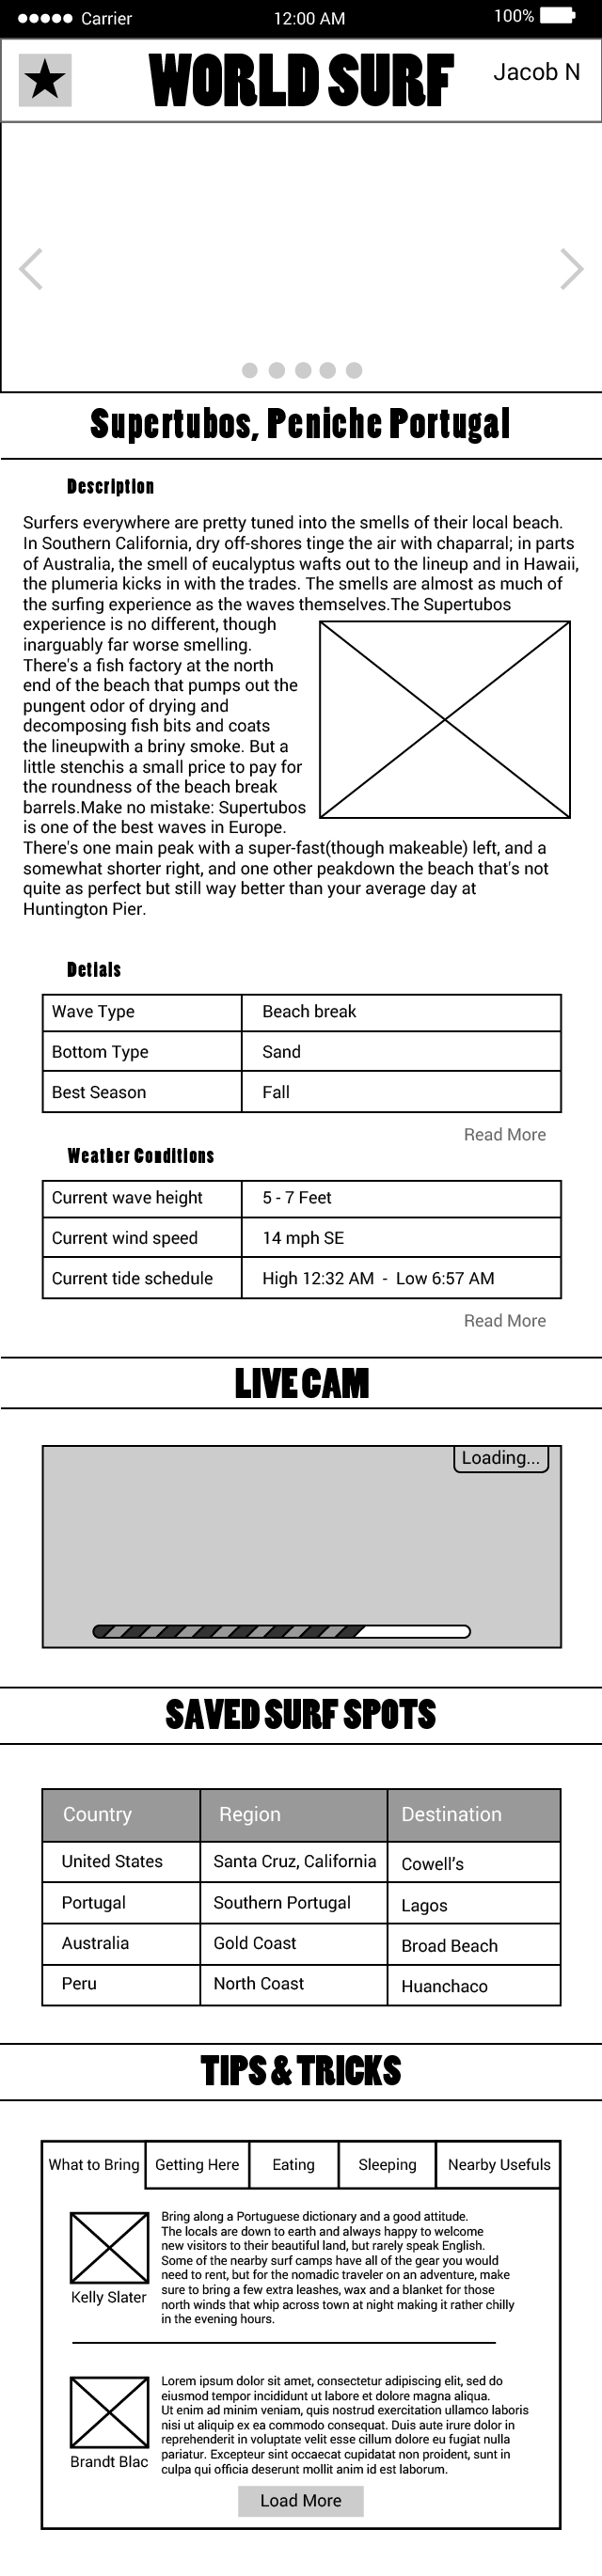 Carrier 12:00 AM 100%
WORLD SURF Jacob N
Supertubos, Peniche Portugal
Description
Surfers everywhere are pretty tuned into the smells of their local beach.
In Southern California, dry off-shores tinge the air with chaparral; in parts
of Australia, the smell of eucalyptus wafts out to the lineup and in Hawaii,
the plumeria kicks in with the trades. The smells are almost as much of
the surfing experience as the waves themselves.The Supertubos
experience is no different, though
inarguably far worse smelling.
There's a fish factory at the north
end of the beach that pumps out the
pungent odor of drying and
decomposing fish bits and coats
the lineupwith a briny smoke. But a
little stenchis a small price to pay for
the roundness of the beach break
barrels.Make no mistake: Supertubos
is one of the best waves in Europe.
There's one main peak with a super-fast(though makeable) left, and a
somewhat shorter right, and one other peakdown the beach that's not
quite as perfect but still way better than your average day at
Huntington Pier.
Detials
Wave Type Beach break
Bottom Type Sand
Best Season Fall
Read More
Weather Conditions
Current wave height 5 - 7 Feet
Current wind speed 14 mph SE
Current tide schedule High 12:32 AM - Low 6:57 AM
Read More
LIVE CAM
Loading...
SAVED SURF SPOTS
Country Region Destination
United States Santa Cruz, California Cowell’s
Portugal Southern Portugal Lagos
Australia Gold Coast Broad Beach
Peru North Coast Huanchaco
TIPS & TRICKS
What to Bring Getting Here Eating Sleeping Nearby Usefuls
Bring along a Portuguese dictionary and a good attitude.
The locals are down to earth and always happy to welcome
new visitors to their beautiful land, but rarely speak English.
Some of the nearby surf camps have all of the gear you would
need to rent, but for the nomadic traveler on an adventure, make
sure to bring a few extra leashes, wax and a blanket for those
north winds that whip across town at night making it rather chilly
in the evening hours.
Kelly Slater
Lorem ipsum dolor sit amet, consectetur adipiscing elit, sed do
eiusmod tempor incididunt ut labore et dolore magna aliqua.
Ut enim ad minim veniam, quis nostrud exercitation ullamco laboris
nisi ut aliquip ex ea commodo consequat. Duis aute irure dolor in
reprehenderit in voluptate velit esse cillum dolore eu fugiat nulla
pariatur. Excepteur sint occaecat cupidatat non proident, sunt in
culpa qui officia deserunt mollit anim id est laborum.
Brandt Blac
Load More